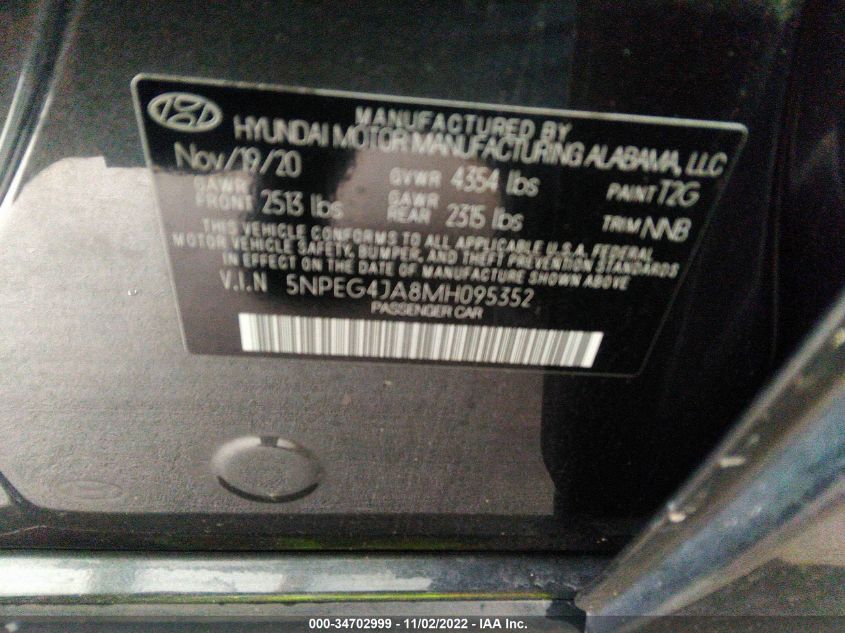 MANUFACTURED BY
HYUNDAI MOTOR MANUFACTURING ALABAMA, LLC
Nov/19/20 GVWR 4354 lbs PAINT T2G
GAWR FRONT 2513 lbs GAWR REAR 2315 lbs TRIM NNB
THIS VEHICLE CONFORMS TO ALL APPLICABLE U.S.A. FEDERAL
MOTOR VEHICLE SAFETY, BUMPER, AND THEFT PREVENTION STANDARDS
IN EFFECT ON THE DATE OF MANUFACTURE SHOWN ABOVE
V.I.N 5NPEG4JA8MH095352
PASSENGER CAR
000-34702999 - 11/02/2022 - IAA Inc.